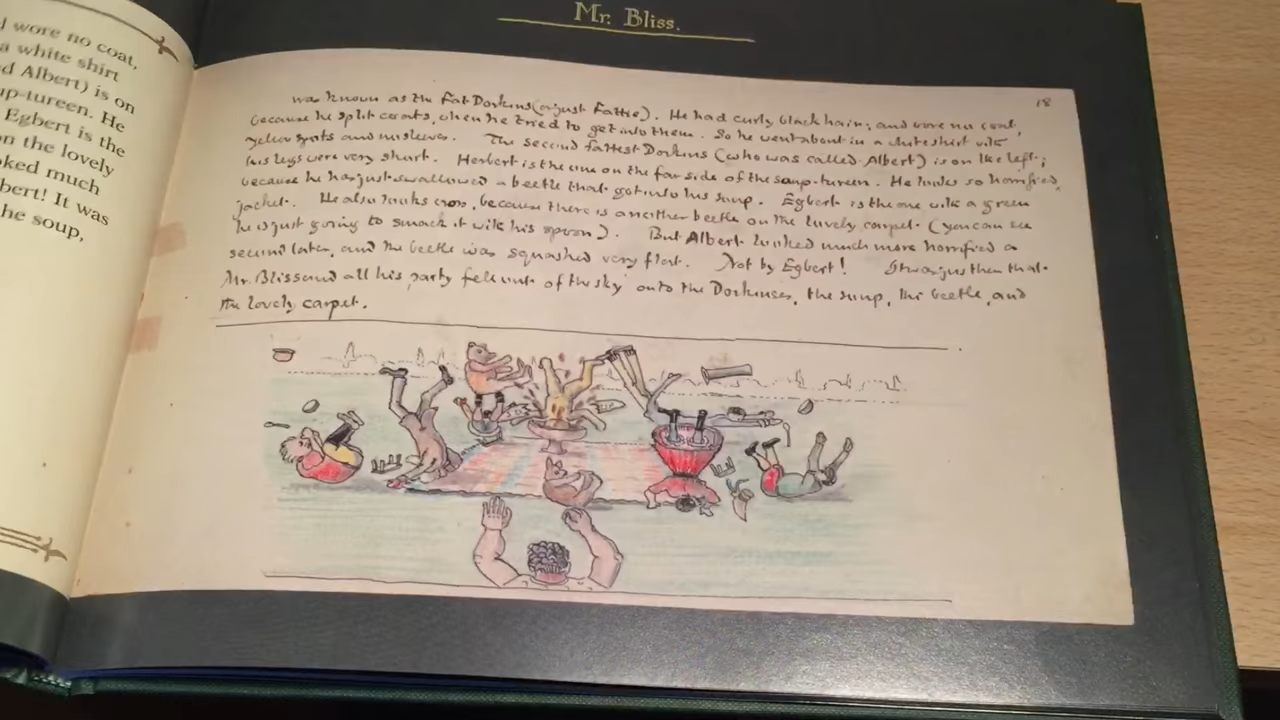 wore no coat,
a white shirt
d Albert) is on
up-tureen. He
Egbert is the
on the lovely
oked much
bert! It was
he soup,
Mr. Bliss.
18
was known as the Fat Dorkins (or just Fattie). He had curly black hair; and wore no coat,
because he split coats, when he tried to get into them. So he went about in a white shirt with
yellow spots and no sleeves. The second fattest Dorkins (who was called Albert) is on the left;
his legs were very short. Herbert is the one on the far side of the soup-tureen. He looks so horrified,
because he has just swallowed a beetle that got into his soup. Egbert is the one with a green
jacket. He also looks cross, because there is another beetle on the lovely carpet (you can see
he is just going to smack it with his spoon). But Albert looked much more horrified a
second later, and the beetle was squashed very flat. Not by Egbert! It was just then that
Mr. Bliss and all his party fell out of the sky onto the Dorkinses, the soup, the beetle, and
the lovely carpet.